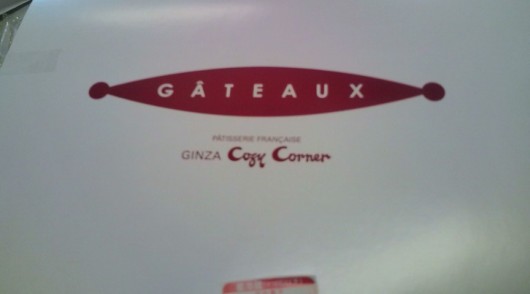 GÂTEAUX
PÂTISSERIE FRANÇAISE
GINZA Cozy Corner